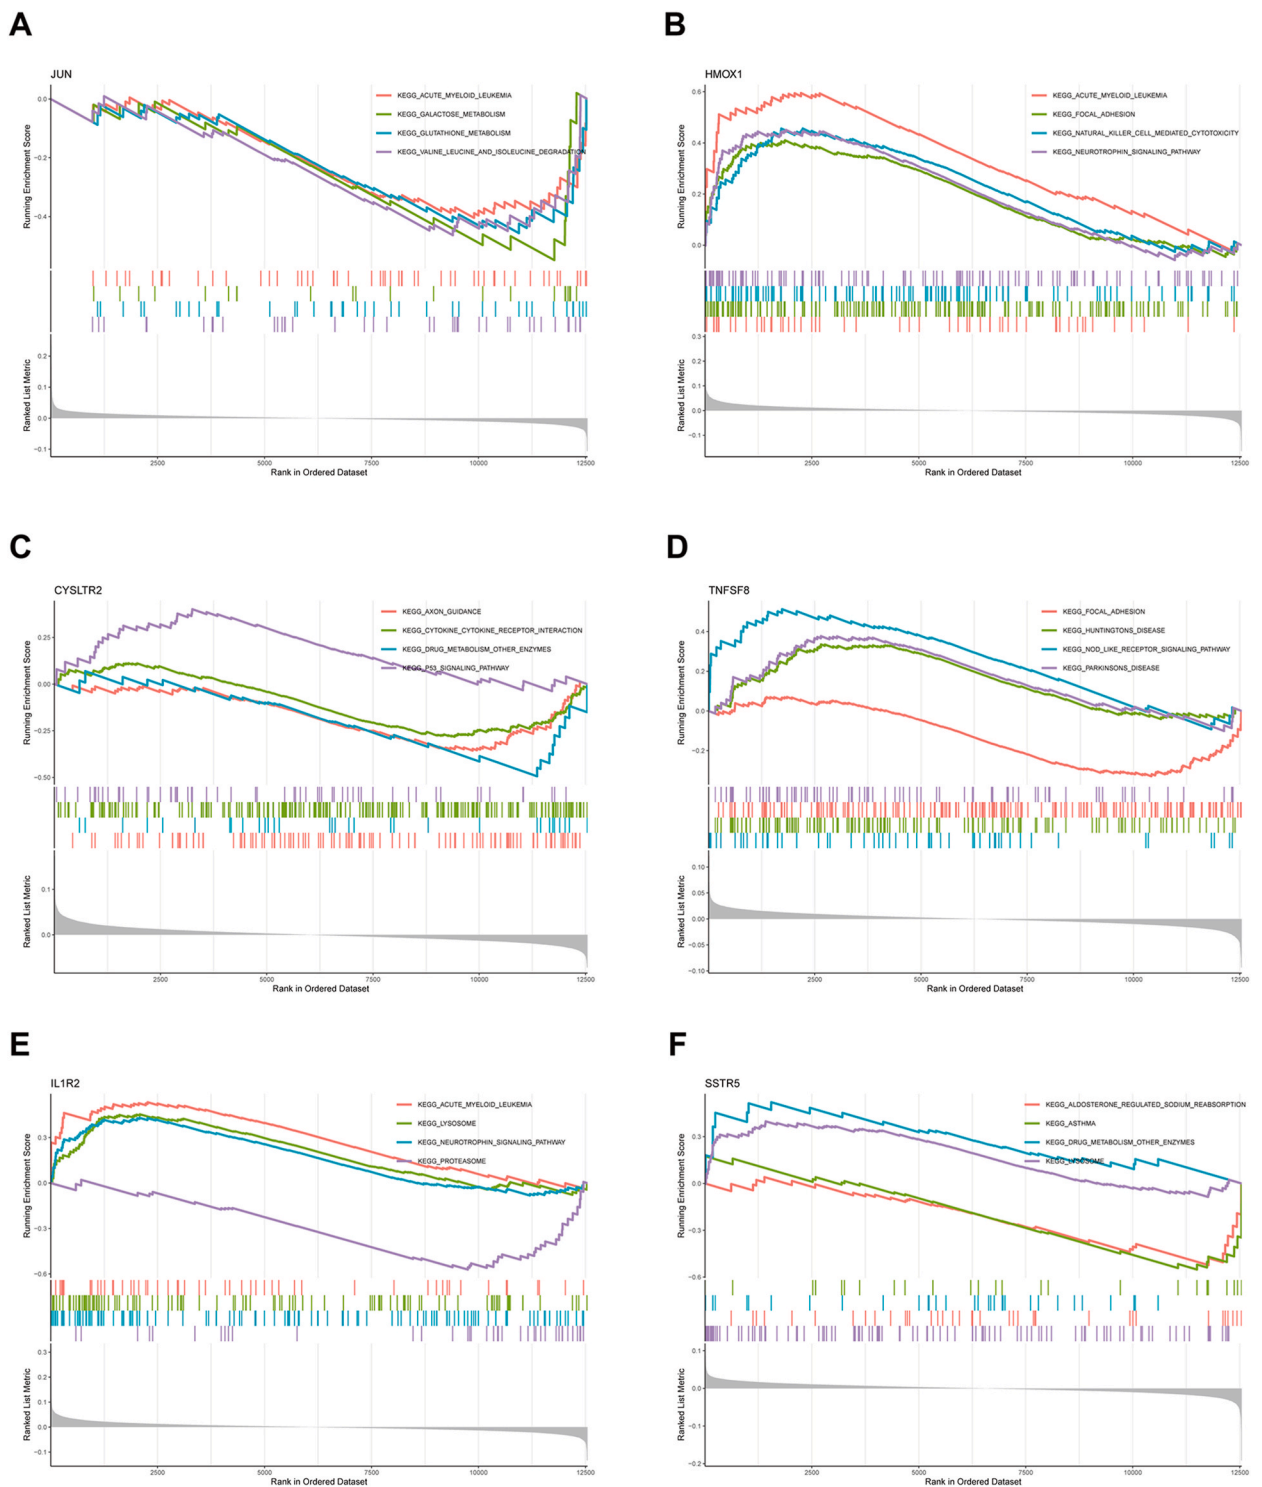 A
JUN
KEGG_ACUTE_MYELOID_LEUKEMIA
KEGG_GALACTOSE_METABOLISM
KEGG_GLUTATHIONE_METABOLISM
KEGG_VALINE_LEUCINE_AND_ISOLEUCINE_DEGRADATION
Running Enrichment Score
0.0
−0.2
−0.4
Ranked List Metric
0.2
0.1
0.0
−0.1
2500 5000 7500 10000 12500
Rank in Ordered Dataset
B
HMOX1
KEGG_ACUTE_MYELOID_LEUKEMIA
KEGG_FOCAL_ADHESION
KEGG_NATURAL_KILLER_CELL_MEDIATED_CYTOTOXICITY
KEGG_NEUROTROPHIN_SIGNALING_PATHWAY
Running Enrichment Score
0.6
0.4
0.2
0.0
Ranked List Metric
0.3
0.2
0.1
0.0
−0.1
2500 5000 7500 10000 12500
Rank in Ordered Dataset
C
CYSLTR2
KEGG_AXON_GUIDANCE
KEGG_CYTOKINE_CYTOKINE_RECEPTOR_INTERACTION
KEGG_DRUG_METABOLISM_OTHER_ENZYMES
KEGG_P53_SIGNALING_PATHWAY
Running Enrichment Score
0.25
0.00
−0.25
−0.50
Ranked List Metric
0.1
0.0
2500 5000 7500 10000 12500
Rank in Ordered Dataset
D
TNFSF8
KEGG_FOCAL_ADHESION
KEGG_HUNTINGTONS_DISEASE
KEGG_NOD_LIKE_RECEPTOR_SIGNALING_PATHWAY
KEGG_PARKINSONS_DISEASE
Running Enrichment Score
0.4
0.2
0.0
−0.2
Ranked List Metric
0.10
0.05
0.00
−0.05
−0.10
2500 5000 7500 10000 12500
Rank in Ordered Dataset
E
IL1R2
KEGG_ACUTE_MYELOID_LEUKEMIA
KEGG_LYSOSOME
KEGG_NEUROTROPHIN_SIGNALING_PATHWAY
KEGG_PROTEASOME
Running Enrichment Score
0.3
0.0
−0.3
−0.6
Ranked List Metric
0.3
0.2
0.1
0.0
−0.1
2500 5000 7500 10000 12500
Rank in Ordered Dataset
F
SSTR5
KEGG_ALDOSTERONE_REGULATED_SODIUM_REABSORPTION
KEGG_ASTHMA
KEGG_DRUG_METABOLISM_OTHER_ENZYMES
KEGG_LYSOSOME
Running Enrichment Score
0.3
0.0
−0.3
−0.6
Ranked List Metric
0.1
0.0
−0.1
−0.2
2500 5000 7500 10000 12500
Rank in Ordered Dataset